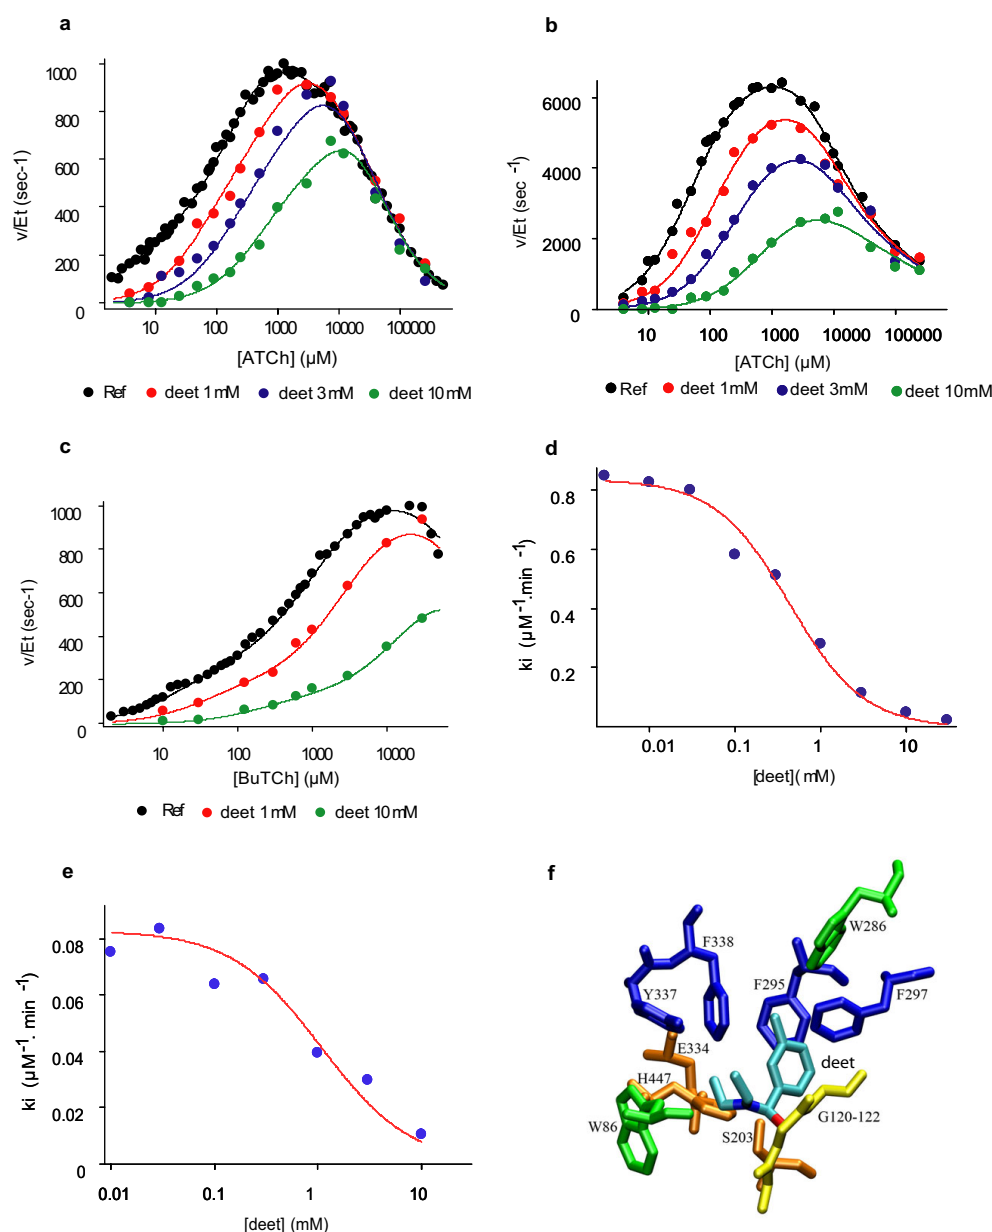 a
v/Et (sec-1)
1000
800
600
400
200
0
10 100 1000 10000 100000
[ATCh] (µM)
Ref deet 1mM deet 3mM deet 10mM
b
v/Et (sec -1)
6000
4000
2000
0
10 100 1000 10000 100000
[ATCh] (µM)
Ref deet 1mM deet 3mM deet 10mM
c
v/Et (sec-1)
1000
800
600
400
200
0
10 100 1000 10000
[BuTCh] (µM)
Ref deet 1mM deet 10mM
d
ki (µM⁻¹.min ⁻¹)
0.8
0.6
0.4
0.2
0.01 0.1 1 10
[deet]( mM)
e
ki (µM⁻¹. min ⁻¹)
0.08
0.06
0.04
0.02
0
0.01 0.1 1 10
[deet] (mM)
f
W286
F338
F295
F297
Y337
E334
deet
H447
G120-122
W86
S203